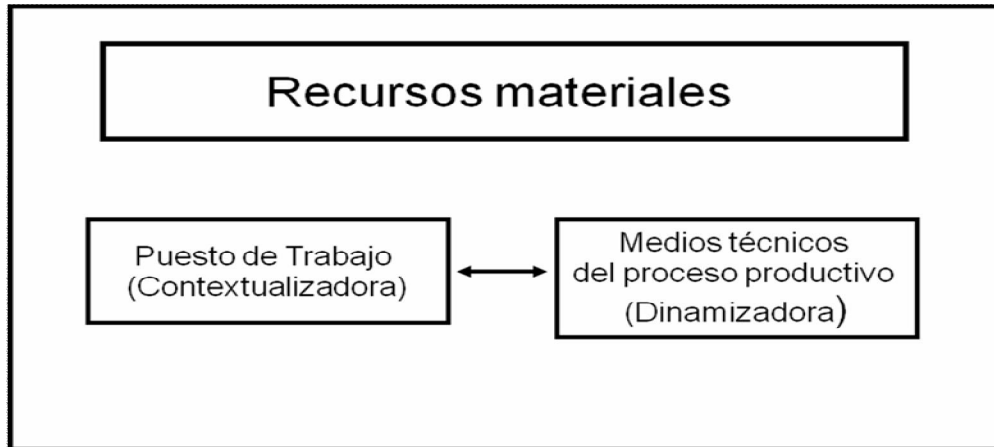 Recursos materiales
Puesto de Trabajo
(Contextualizadora)
Medios técnicos
del proceso productivo
(Dinamizadora)